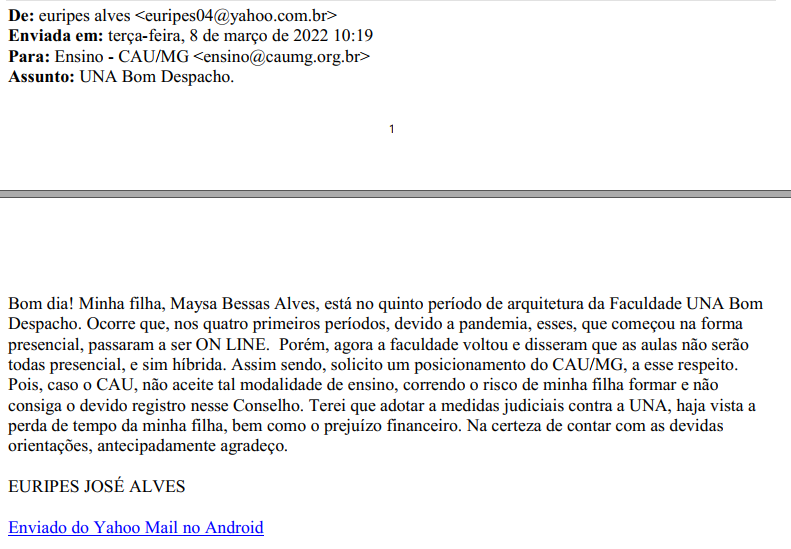 De: euripes alves <euripes04@yahoo.com.br>
Enviada em: terça-feira, 8 de março de 2022 10:19
Para: Ensino - CAU/MG <ensino@caumg.org.br>
Assunto: UNA Bom Despacho.
1
Bom dia! Minha filha, Maysa Bessas Alves, está no quinto período de arquitetura da Faculdade UNA Bom
Despacho. Ocorre que, nos quatro primeiros períodos, devido a pandemia, esses, que começou na forma
presencial, passaram a ser ON LINE.  Porém, agora a faculdade voltou e disseram que as aulas não serão
todas presencial, e sim híbrida. Assim sendo, solicito um posicionamento do CAU/MG, a esse respeito.
Pois, caso o CAU, não aceite tal modalidade de ensino, correndo o risco de minha filha formar e não
consiga o devido registro nesse Conselho. Terei que adotar a medidas judiciais contra a UNA, haja vista a
perda de tempo da minha filha, bem como o prejuízo financeiro. Na certeza de contar com as devidas
orientações, antecipadamente agradeço.
EURIPES JOSÉ ALVES
Enviado do Yahoo Mail no Android